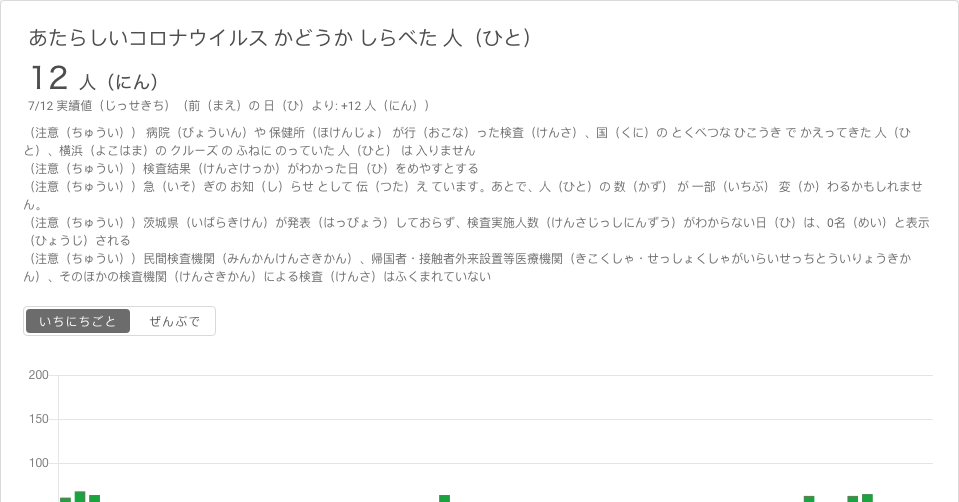 あたらしいコロナウイルス かどうか しらべた 人（ひと）
12 人（にん）
7/12 実績値（じっせきち）（前（まえ）の 日（ひ）より: +12 人（にん））
（注意（ちゅうい）） 病院（びょういん）や 保健所（ほけんじょ） が行（おこな）った検査（けんさ）、国（くに）の とくべつな ひこうき で かえってきた 人（ひ
と）、横浜（よこはま）の クルーズ の ふねに のっていた 人（ひと） は 入りません
（注意（ちゅうい））検査結果（けんさけっか）がわかった日（ひ）をめやすとする
（注意（ちゅうい））急（いそ）ぎの お知（し）らせ として 伝（つた）え ています。あとで、人（ひと）の 数（かず） が 一部（いちぶ） 変（か）わるかもしれませ
ん。
（注意（ちゅうい））茨城県（いばらきけん）が発表（はっぴょう）しておらず、検査実施人数（けんさじっしにんずう）がわからない日（ひ）は、0名（めい）と表示
（ひょうじ）される
（注意（ちゅうい））民間検査機関（みんかんけんさきかん）、帰国者・接触者外来設置等医療機関（きこくしゃ・せっしょくしゃがいらいせっちとういりょうきか
ん）、そのほかの検査機関（けんさきかん）による検査（けんさ）はふくまれていない
いちにちごと ぜんぶで
200
150
100